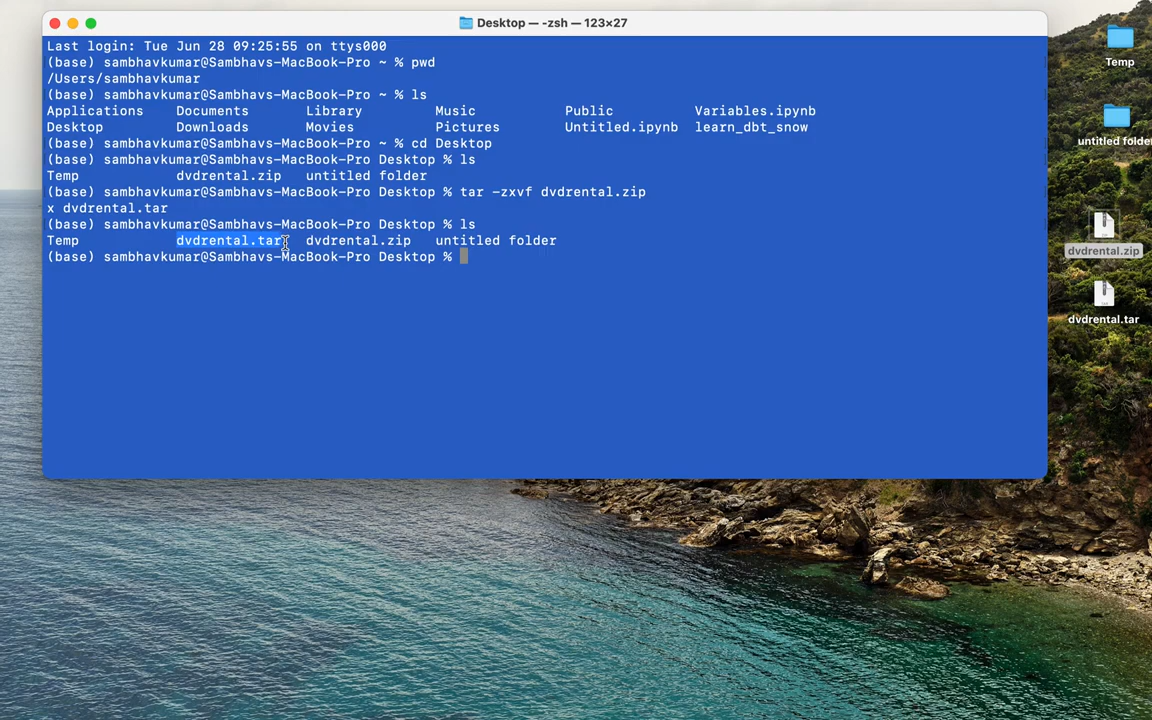 Desktop — -zsh — 123×27
Last login: Tue Jun 28 09:25:55 on ttys000
(base) sambhavkumar@Sambhavs-MacBook-Pro ~ % pwd
/Users/sambhavkumar
(base) sambhavkumar@Sambhavs-MacBook-Pro ~ % ls
Applications Documents Library Music Public Variables.ipynb
Desktop Downloads Movies Pictures Untitled.ipynb learn_dbt_snow
(base) sambhavkumar@Sambhavs-MacBook-Pro ~ % cd Desktop
(base) sambhavkumar@Sambhavs-MacBook-Pro Desktop % ls
Temp dvdrental.zip untitled folder
(base) sambhavkumar@Sambhavs-MacBook-Pro Desktop % tar -zxvf dvdrental.zip
x dvdrental.tar
(base) sambhavkumar@Sambhavs-MacBook-Pro Desktop % ls
Temp dvdrental.tar dvdrental.zip untitled folder
(base) sambhavkumar@Sambhavs-MacBook-Pro Desktop %
Temp
untitled folde
dvdrental.zip
dvdrental.tar